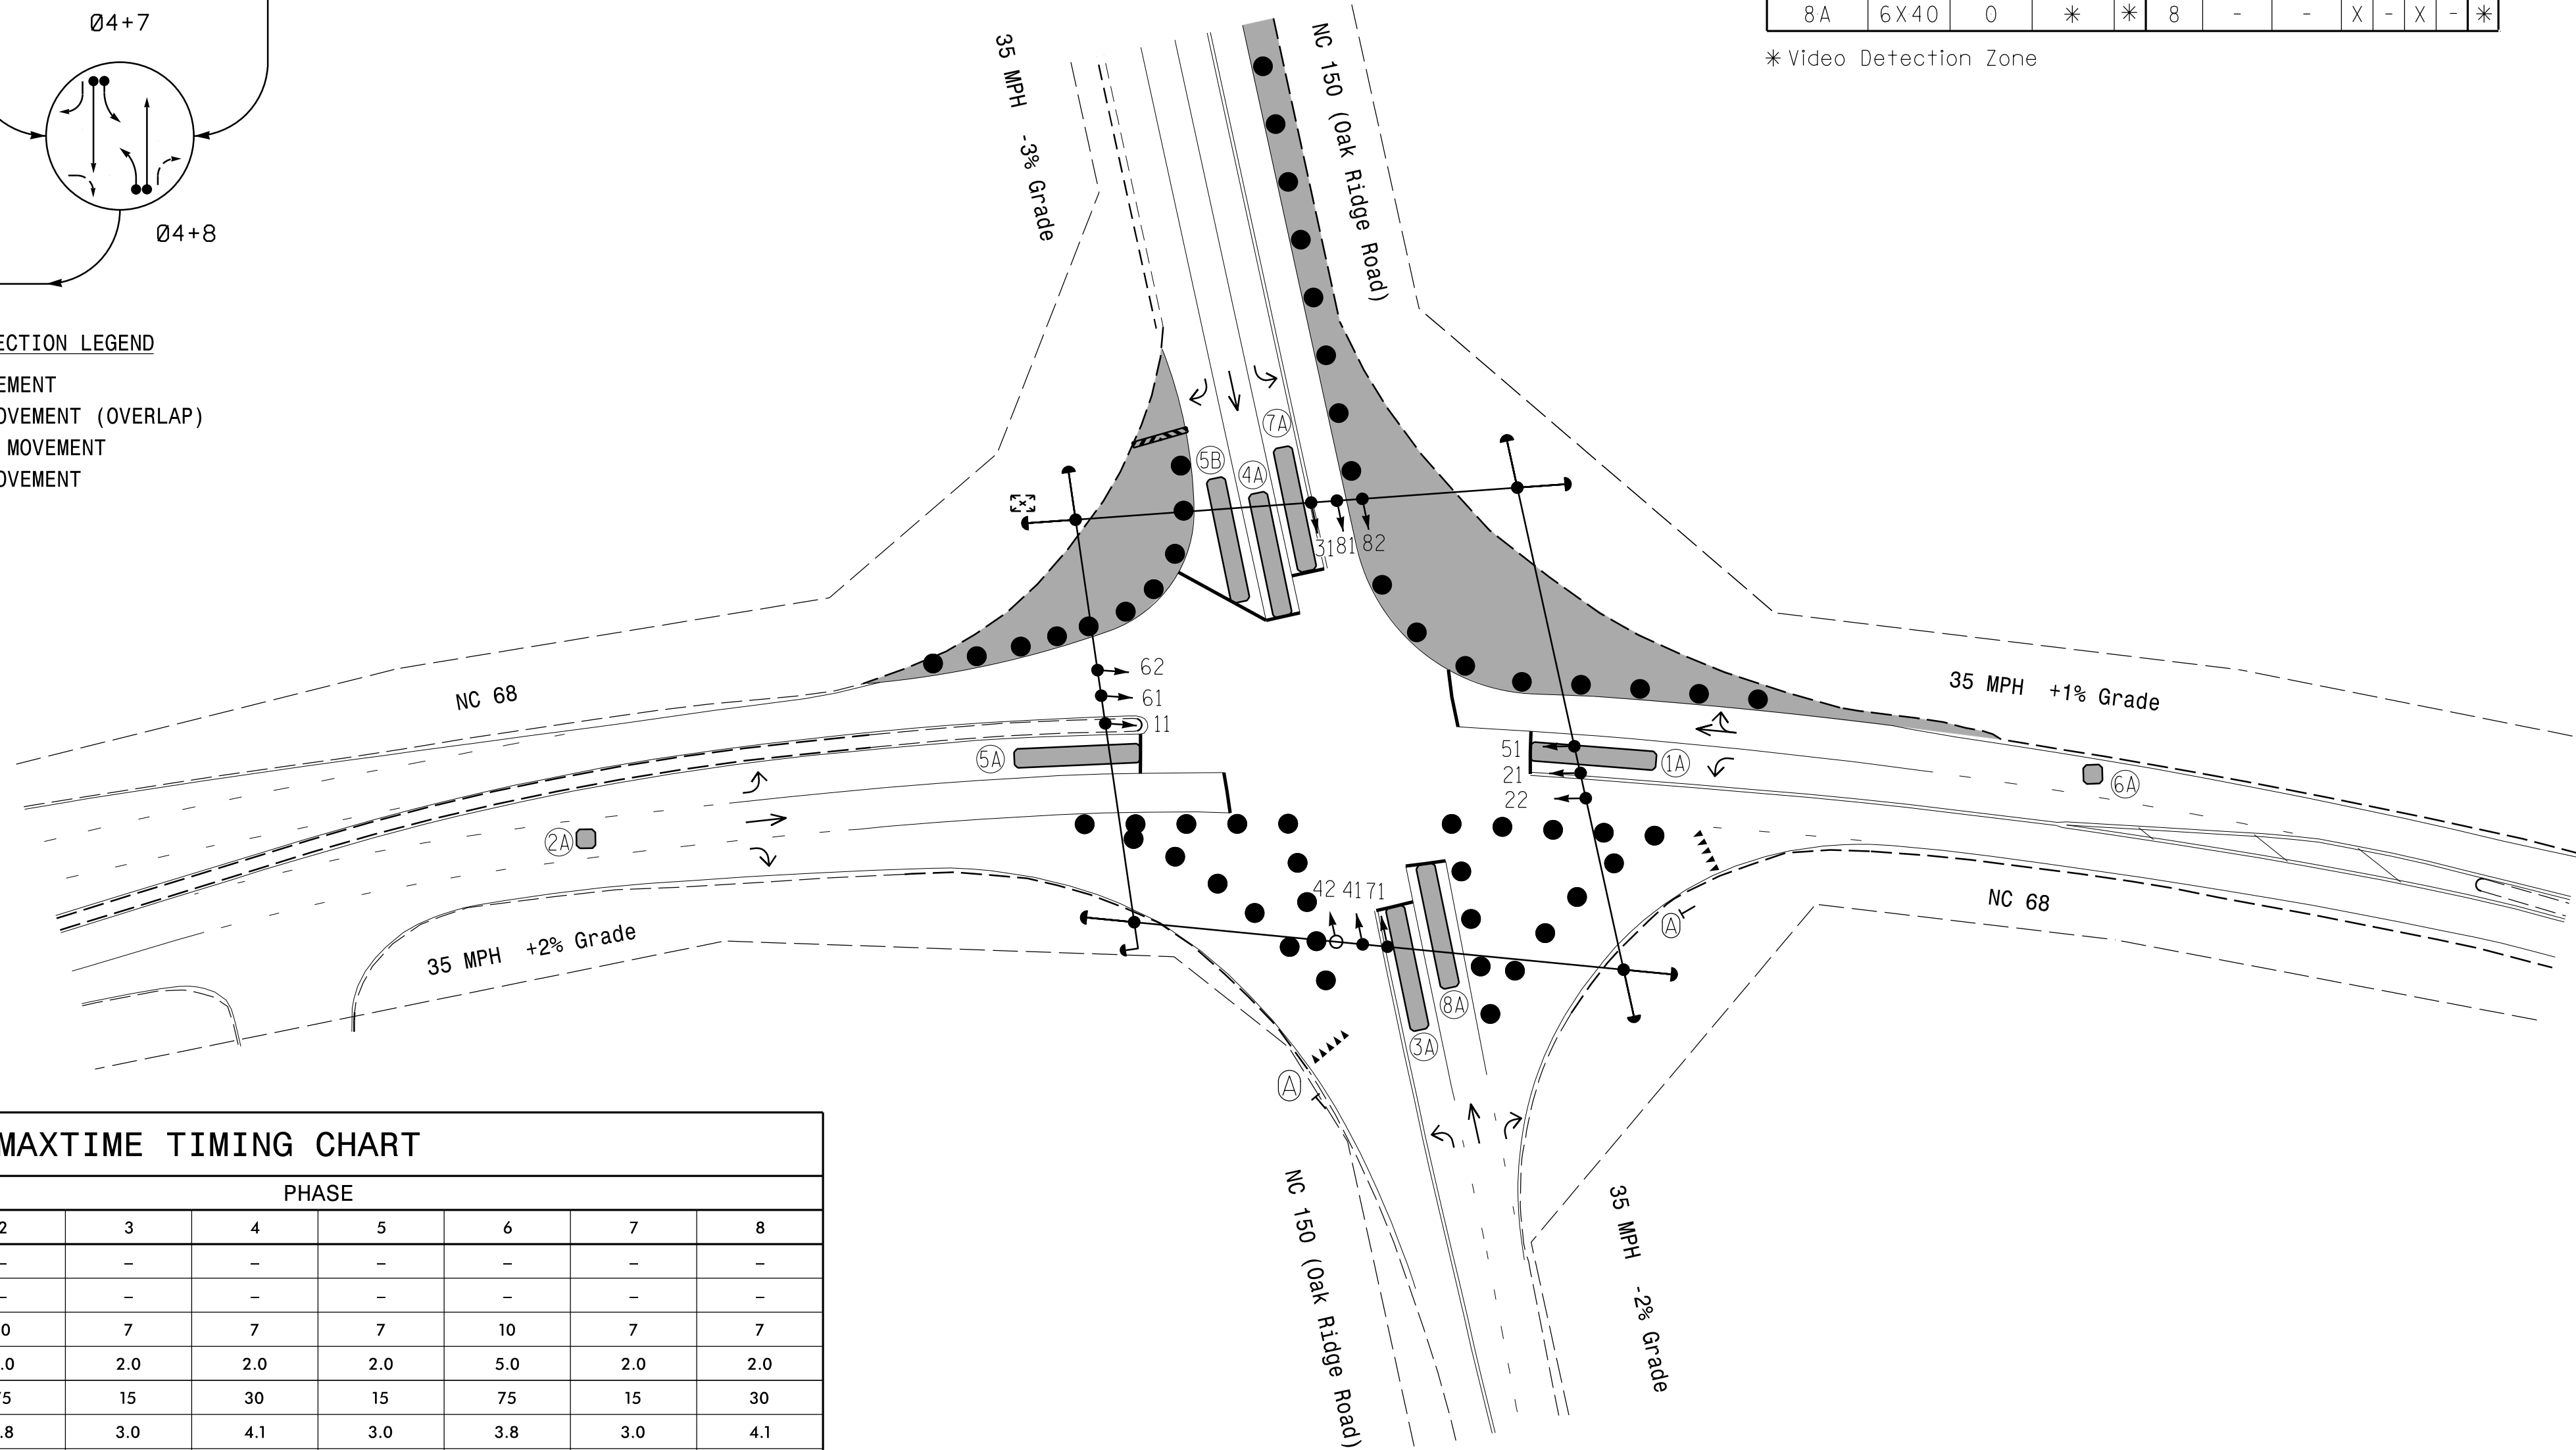 Ø4+7
Ø4+8
ECTION LEGEND
EMENT
OVEMENT (OVERLAP)
MOVEMENT
OVEMENT
8A 6X40 0 * * 8 - - X - X - *
* Video Detection Zone
35 MPH -3% Grade
NC 150 (Oak Ridge Road)
7A
5B
4A
31 81 82
62
61
11
NC 68
35 MPH +1% Grade
5A
51
21
22
1A
6A
2A
42 41 71
A
NC 68
35 MPH +2% Grade
8A
3A
A
NC 150 (Oak Ridge Road)
35 MPH -2% Grade
MAXTIME TIMING CHART
PHASE
2 3 4 5 6 7 8
– – – – – – –
– – – – – – –
0 7 7 7 10 7 7
.0 2.0 2.0 2.0 5.0 2.0 2.0
5 15 30 15 75 15 30
.8 3.0 4.1 3.0 3.8 3.0 4.1